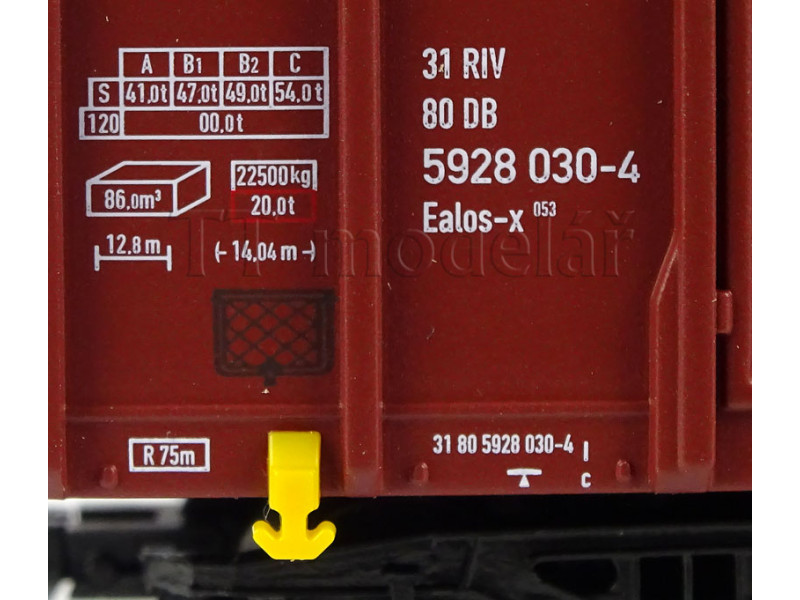 A B1 B2 C
S 41,0t 47,0t 49,0t 54,0t
120 00,0t
86,0m³
22500kg
20,0t
12,8 m
(- 14,04 m -)
R 75m
31 RIV
80 DB
5928 030-4
Ealos-x 053
31 80 5928 030-4
C
TT modelář